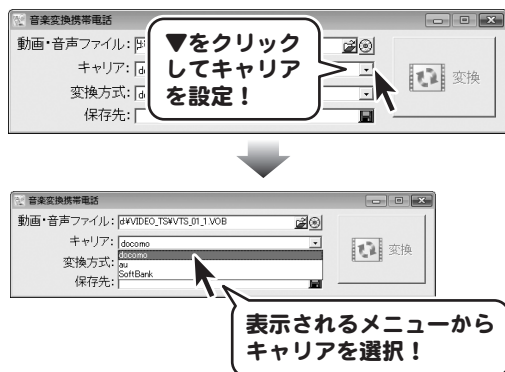 音楽変換携帯電話
動画・音声ファイル:
▼をクリック
してキャリア
を設定！
キャリア:
変換方式:
保存先:
変換
音楽変換携帯電話
動画・音声ファイル: d:¥VIDEO_TS¥VTS_01_1.VOB
キャリア: docomo
docomo
変換方式: au
SoftBank
保存先:
変換
表示されるメニューから
キャリアを選択！